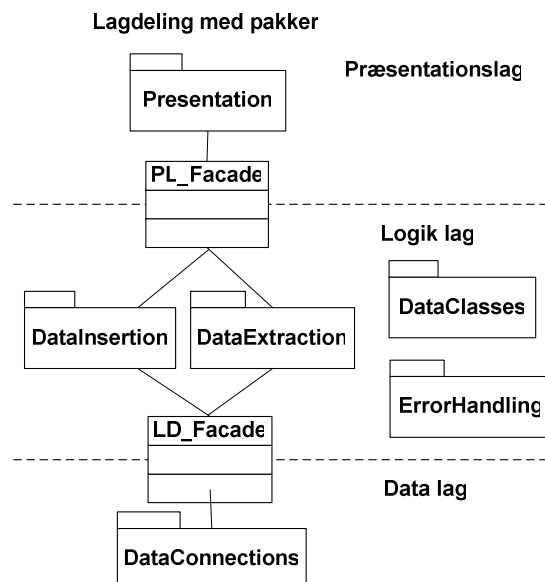 Lagdeling med pakker
Præsentationslag
Presentation
PL_Facade
Logik lag
DataClasses
DataInsertion
DataExtraction
ErrorHandling
LD_Facade
Data lag
DataConnections